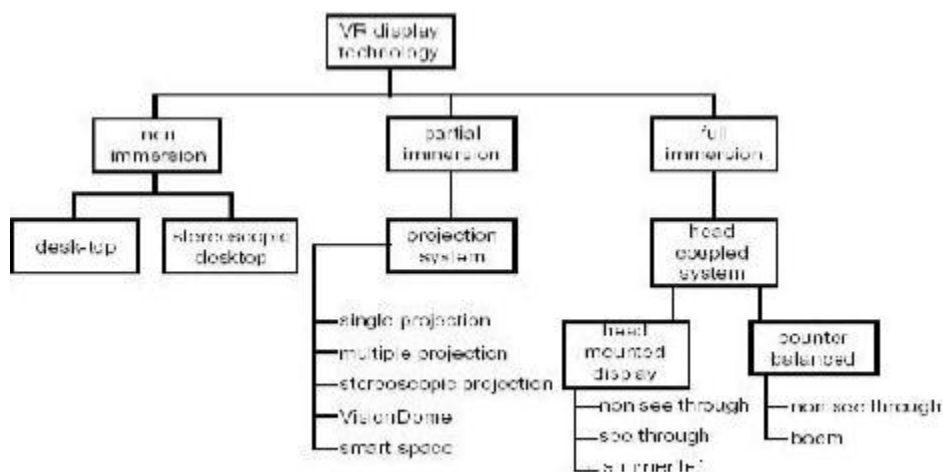 VR display
technology
non
immersion
partial
immersion
full
immersion
desk-top
stereoscopic
desktop
projection
system
head
coupled
system
single projection
multiple projection
stereoscopic projection
VisionDome
smart space
head
mounted
display
counter
balanced
non see through
see through
non see through
boom